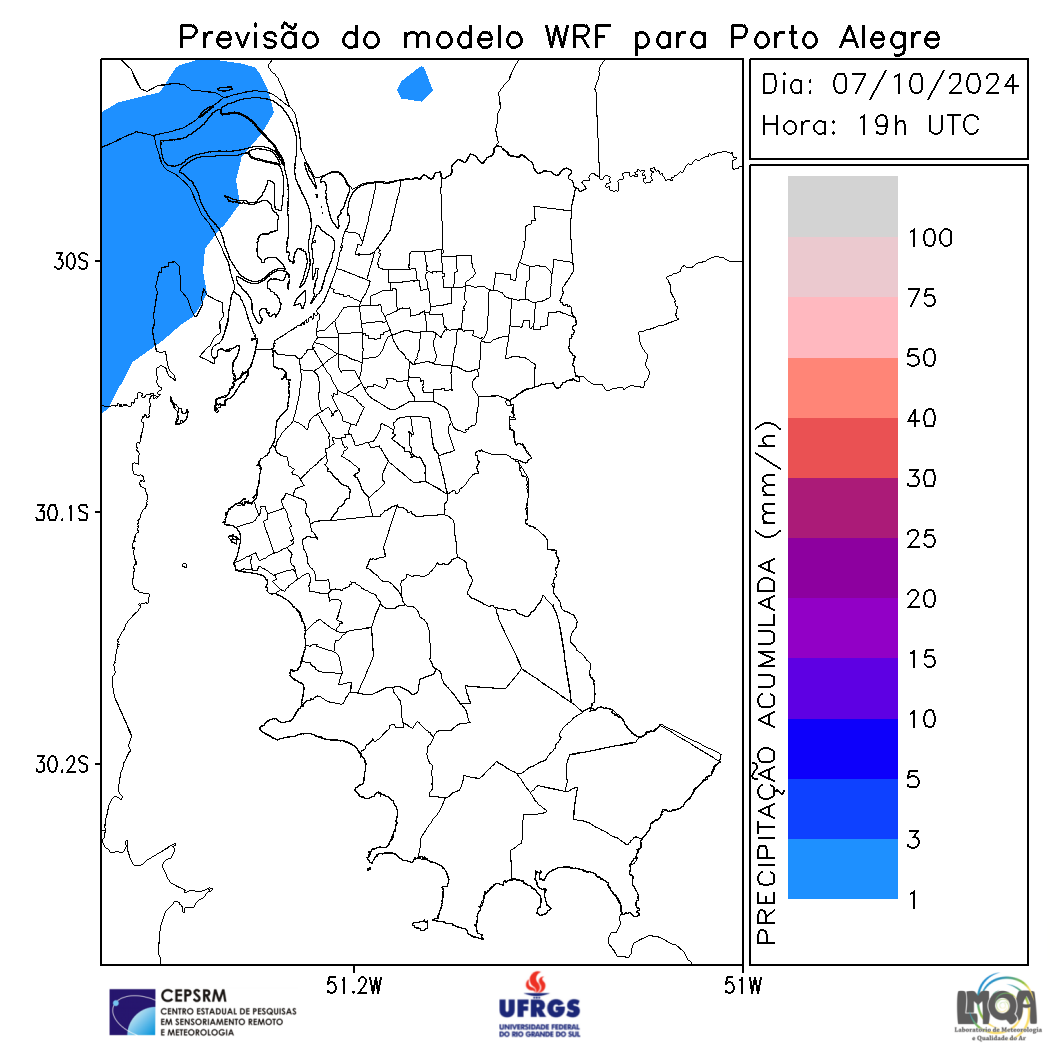 Previsão do modelo WRF para Porto Alegre
Dia: 07/10/2024
Hora: 19h UTC
30S
30.1S
30.2S
51.2W
51W
PRECIPITAÇÃO ACUMULADA (mm/h)
100
75
50
40
30
25
20
15
10
5
3
1
CEPSRM
CENTRO ESTADUAL DE PESQUISAS
EM SENSORIAMENTO REMOTO
E METEOROLOGIA
UFRGS
UNIVERSIDADE FEDERAL
DO RIO GRANDE DO SUL
LMQA
Laboratório de Meteorologia
e Qualidade do Ar